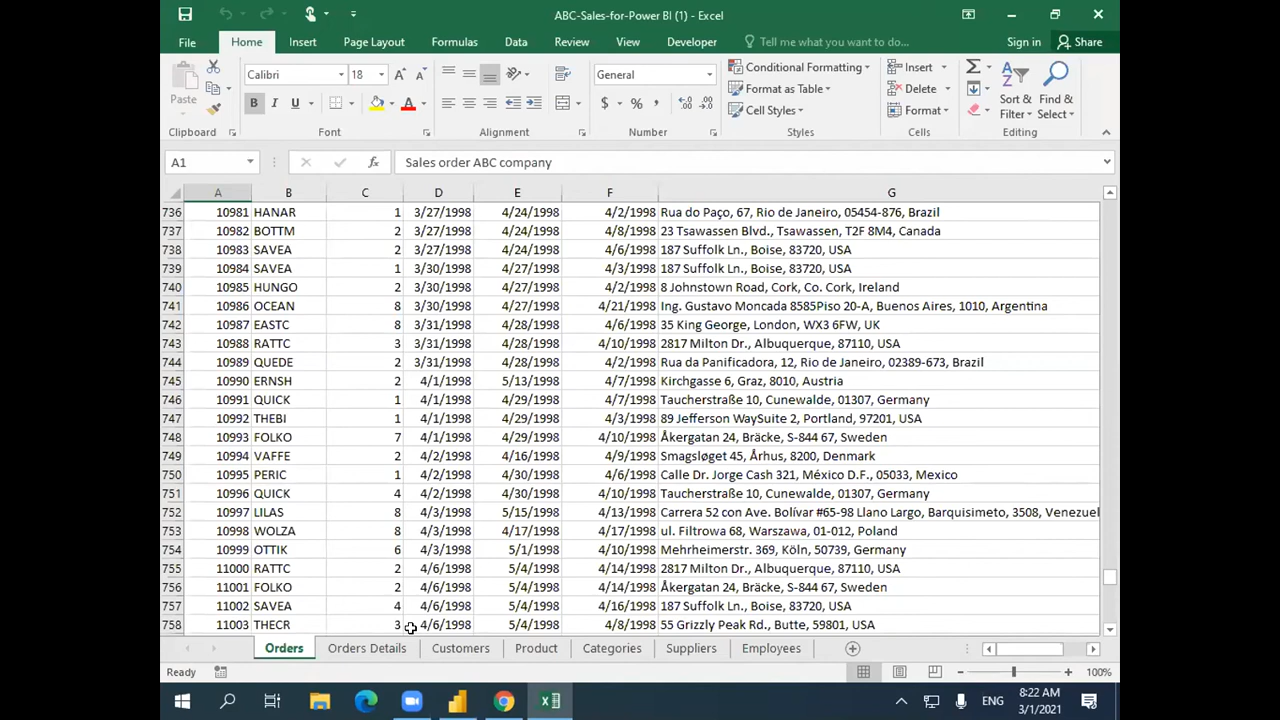 ABC-Sales-for-Power BI (1) - Excel
File Home Insert Page Layout Formulas Data Review View Developer Tell me what you want to do... Sign in Share
Paste Calibri 18 A A General Conditional Formatting Insert Σ
B I U A $ % , Format as Table Delete Sort & Filter Find & Select
Cell Styles Format
Clipboard Font Alignment Number Styles Cells Editing
A1 fx Sales order ABC company
A B C D E F G
736 10981 HANAR 1 3/27/1998 4/24/1998 4/2/1998 Rua do Paço, 67, Rio de Janeiro, 05454-876, Brazil
737 10982 BOTTM 2 3/27/1998 4/24/1998 4/8/1998 23 Tsawassen Blvd., Tsawassen, T2F 8M4, Canada
738 10983 SAVEA 2 3/27/1998 4/24/1998 4/6/1998 187 Suffolk Ln., Boise, 83720, USA
739 10984 SAVEA 1 3/30/1998 4/27/1998 4/3/1998 187 Suffolk Ln., Boise, 83720, USA
740 10985 HUNGO 2 3/30/1998 4/27/1998 4/2/1998 8 Johnstown Road, Cork, Co. Cork, Ireland
741 10986 OCEAN 8 3/30/1998 4/27/1998 4/21/1998 Ing. Gustavo Moncada 8585Piso 20-A, Buenos Aires, 1010, Argentina
742 10987 EASTC 8 3/31/1998 4/28/1998 4/6/1998 35 King George, London, WX3 6FW, UK
743 10988 RATTC 3 3/31/1998 4/28/1998 4/10/1998 2817 Milton Dr., Albuquerque, 87110, USA
744 10989 QUEDE 2 3/31/1998 4/28/1998 4/2/1998 Rua da Panificadora, 12, Rio de Janeiro, 02389-673, Brazil
745 10990 ERNSH 2 4/1/1998 5/13/1998 4/7/1998 Kirchgasse 6, Graz, 8010, Austria
746 10991 QUICK 1 4/1/1998 4/29/1998 4/7/1998 Taucherstraße 10, Cunewalde, 01307, Germany
747 10992 THEBI 1 4/1/1998 4/29/1998 4/3/1998 89 Jefferson WaySuite 2, Portland, 97201, USA
748 10993 FOLKO 7 4/1/1998 4/29/1998 4/10/1998 Åkergatan 24, Bräcke, S-844 67, Sweden
749 10994 VAFFE 2 4/2/1998 4/16/1998 4/9/1998 Smagsløget 45, Århus, 8200, Denmark
750 10995 PERIC 1 4/2/1998 4/30/1998 4/6/1998 Calle Dr. Jorge Cash 321, México D.F., 05033, Mexico
751 10996 QUICK 4 4/2/1998 4/30/1998 4/10/1998 Taucherstraße 10, Cunewalde, 01307, Germany
752 10997 LILAS 8 4/3/1998 5/15/1998 4/13/1998 Carrera 52 con Ave. Bolívar #65-98 Llano Largo, Barquisimeto, 3508, Venezuel
753 10998 WOLZA 8 4/3/1998 4/17/1998 4/17/1998 ul. Filtrowa 68, Warszawa, 01-012, Poland
754 10999 OTTIK 6 4/3/1998 5/1/1998 4/10/1998 Mehrheimerstr. 369, Köln, 50739, Germany
755 11000 RATTC 2 4/6/1998 5/4/1998 4/14/1998 2817 Milton Dr., Albuquerque, 87110, USA
756 11001 FOLKO 2 4/6/1998 5/4/1998 4/14/1998 Åkergatan 24, Bräcke, S-844 67, Sweden
757 11002 SAVEA 4 4/6/1998 5/4/1998 4/16/1998 187 Suffolk Ln., Boise, 83720, USA
758 11003 THECR 3 4/6/1998 5/4/1998 4/8/1998 55 Grizzly Peak Rd., Butte, 59801, USA
Orders Orders Details Customers Product Categories Suppliers Employees
Ready 100%
ENG 8:22 AM
3/1/2021